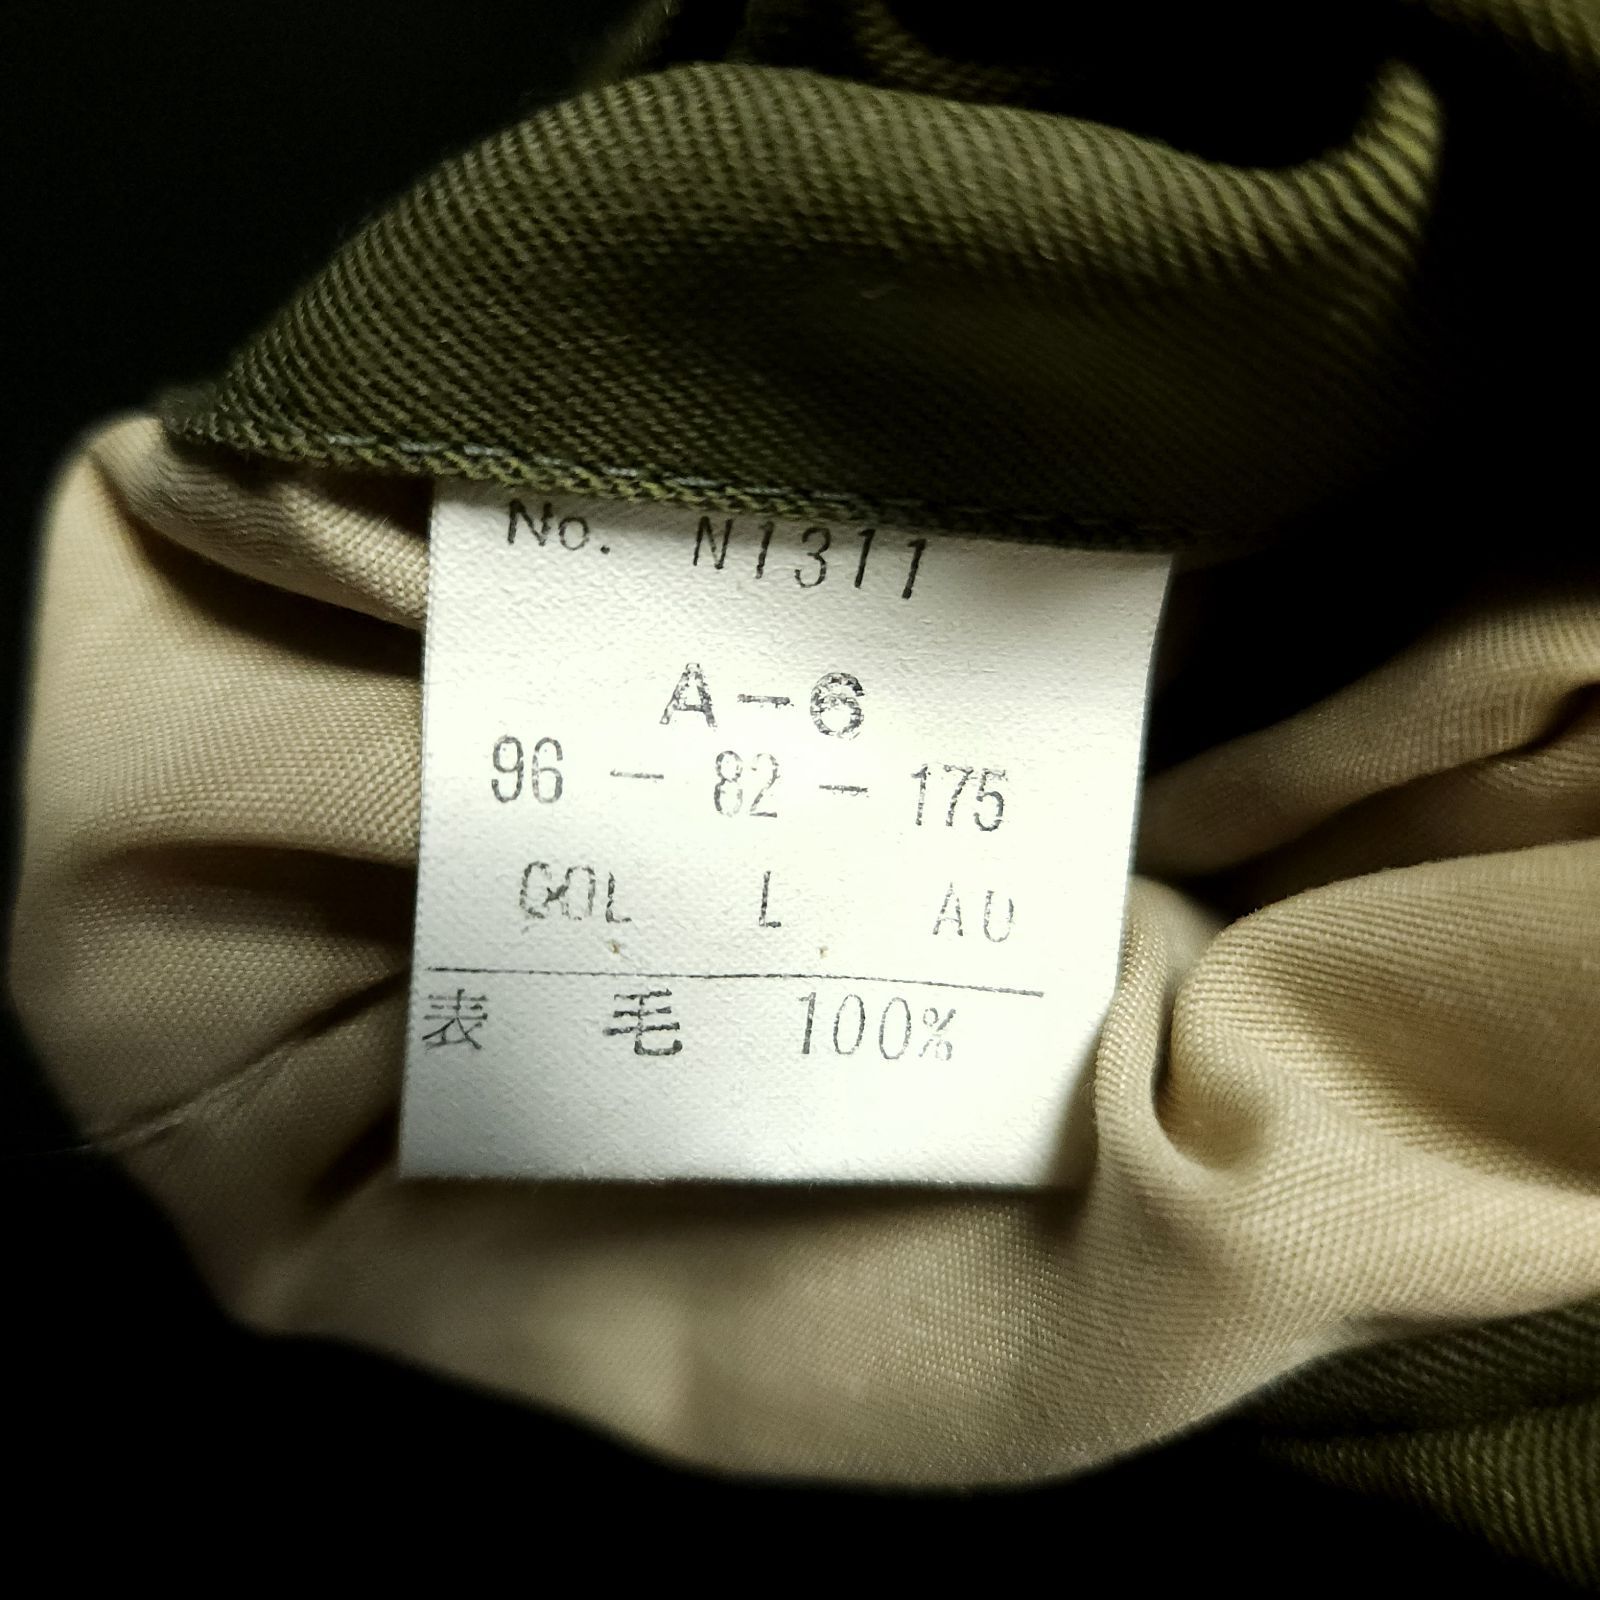 No. N1311
A-6
96 - 82 - 175
COL L AU
表 毛 100%